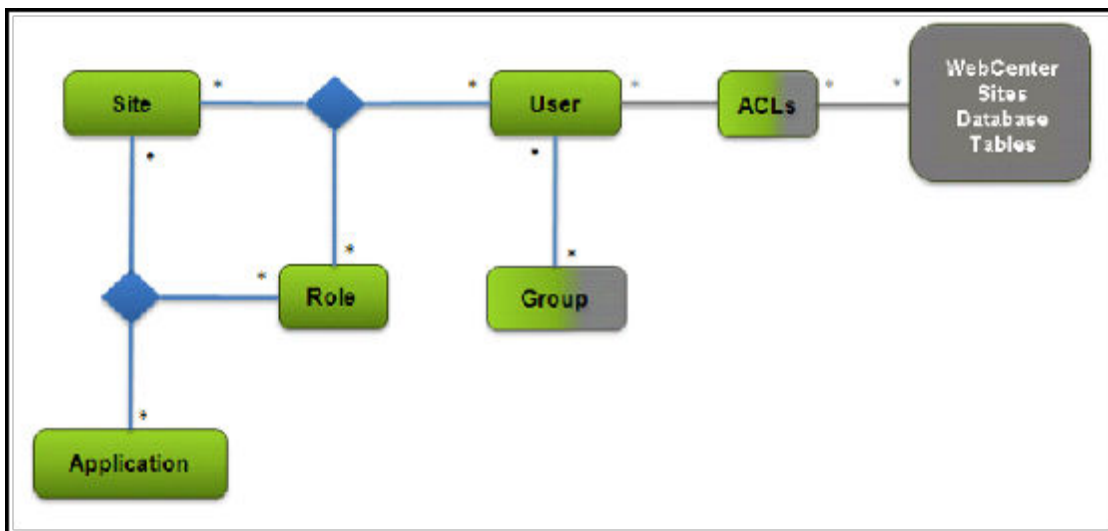 Site
*
*
User
*
ACLs
*
*
WebCenter
Sites
Database
Tables
*
*
*
*
Role
*
Group
*
Application